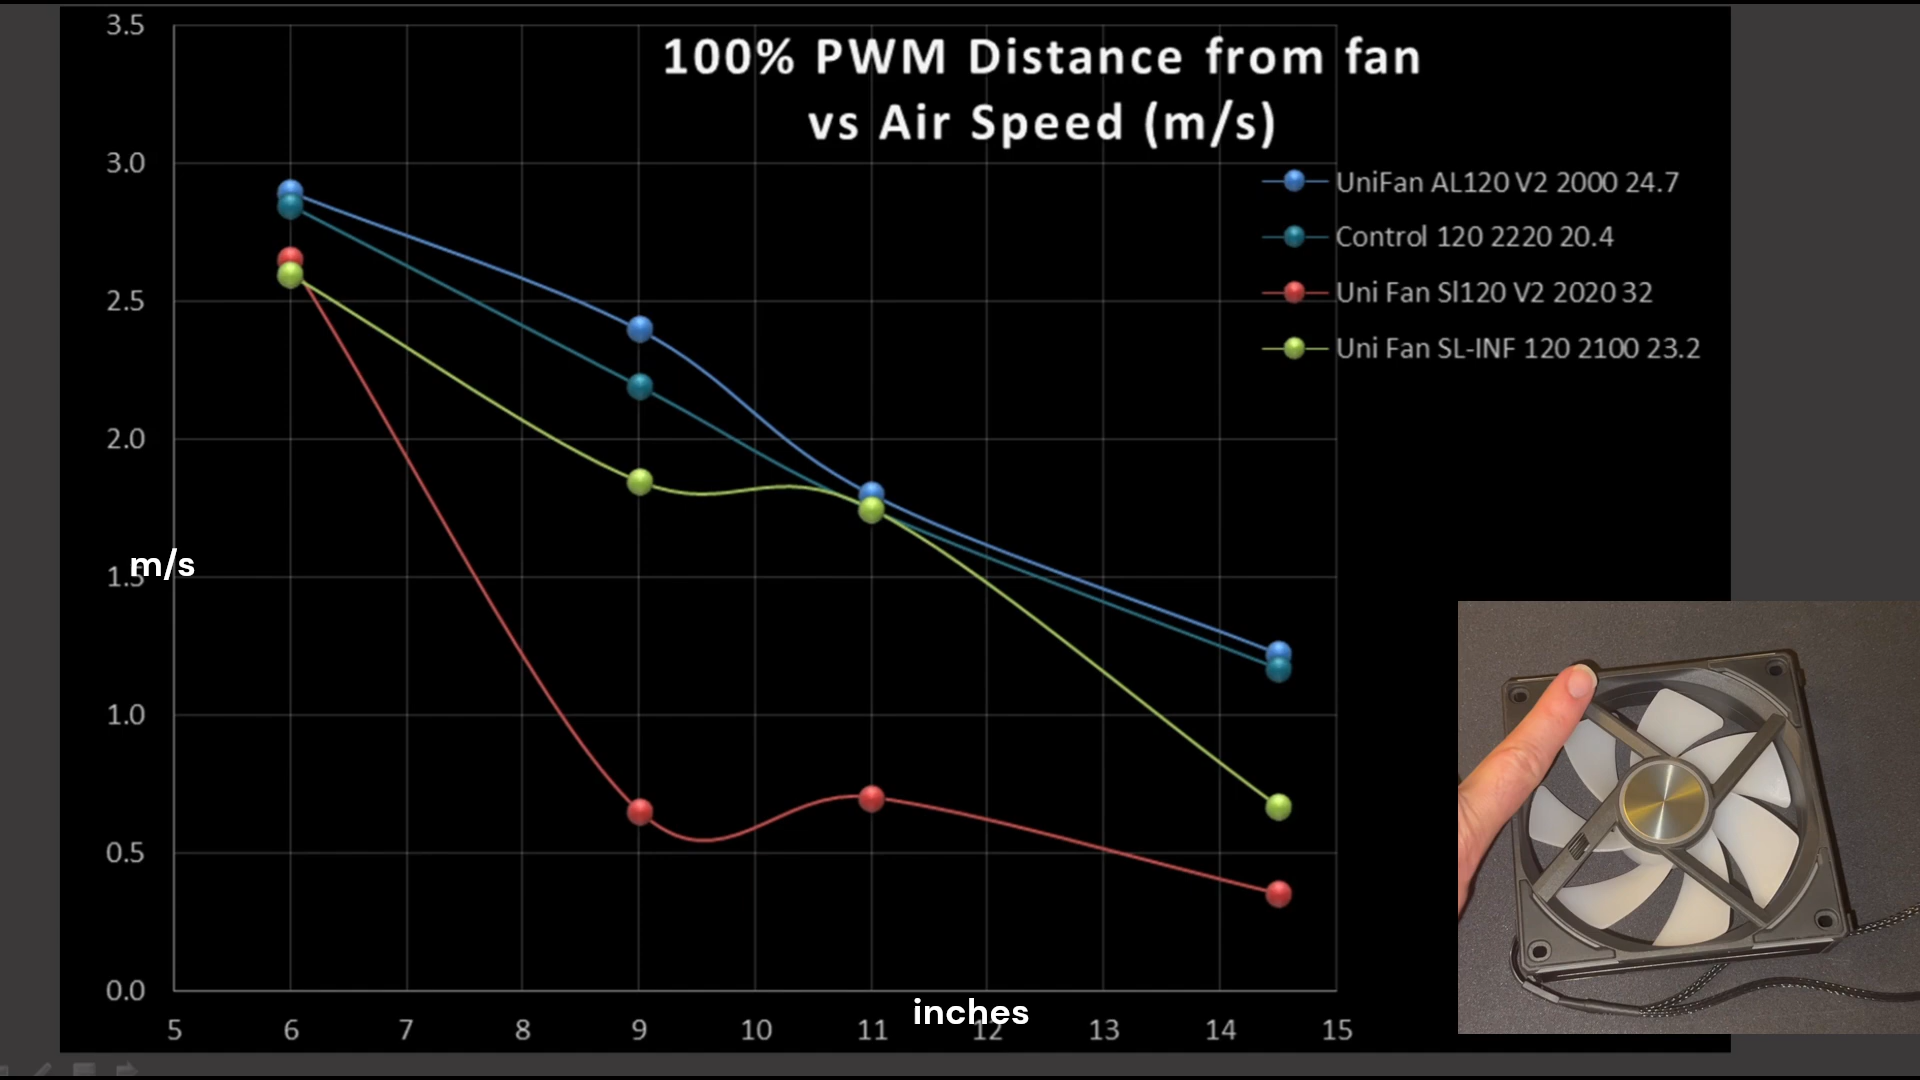 100% PWM Distance from fan
vs Air Speed (m/s)
3.5
3.0
2.5
2.0
1.5
1.0
0.5
0.0
m/s
UniFan AL120 V2 2000 24.7
Control 120 2220 20.4
Uni Fan Sl120 V2 2020 32
Uni Fan SL-INF 120 2100 23.2
5 6 7 8 9 10 11 12 13 14 15
inches